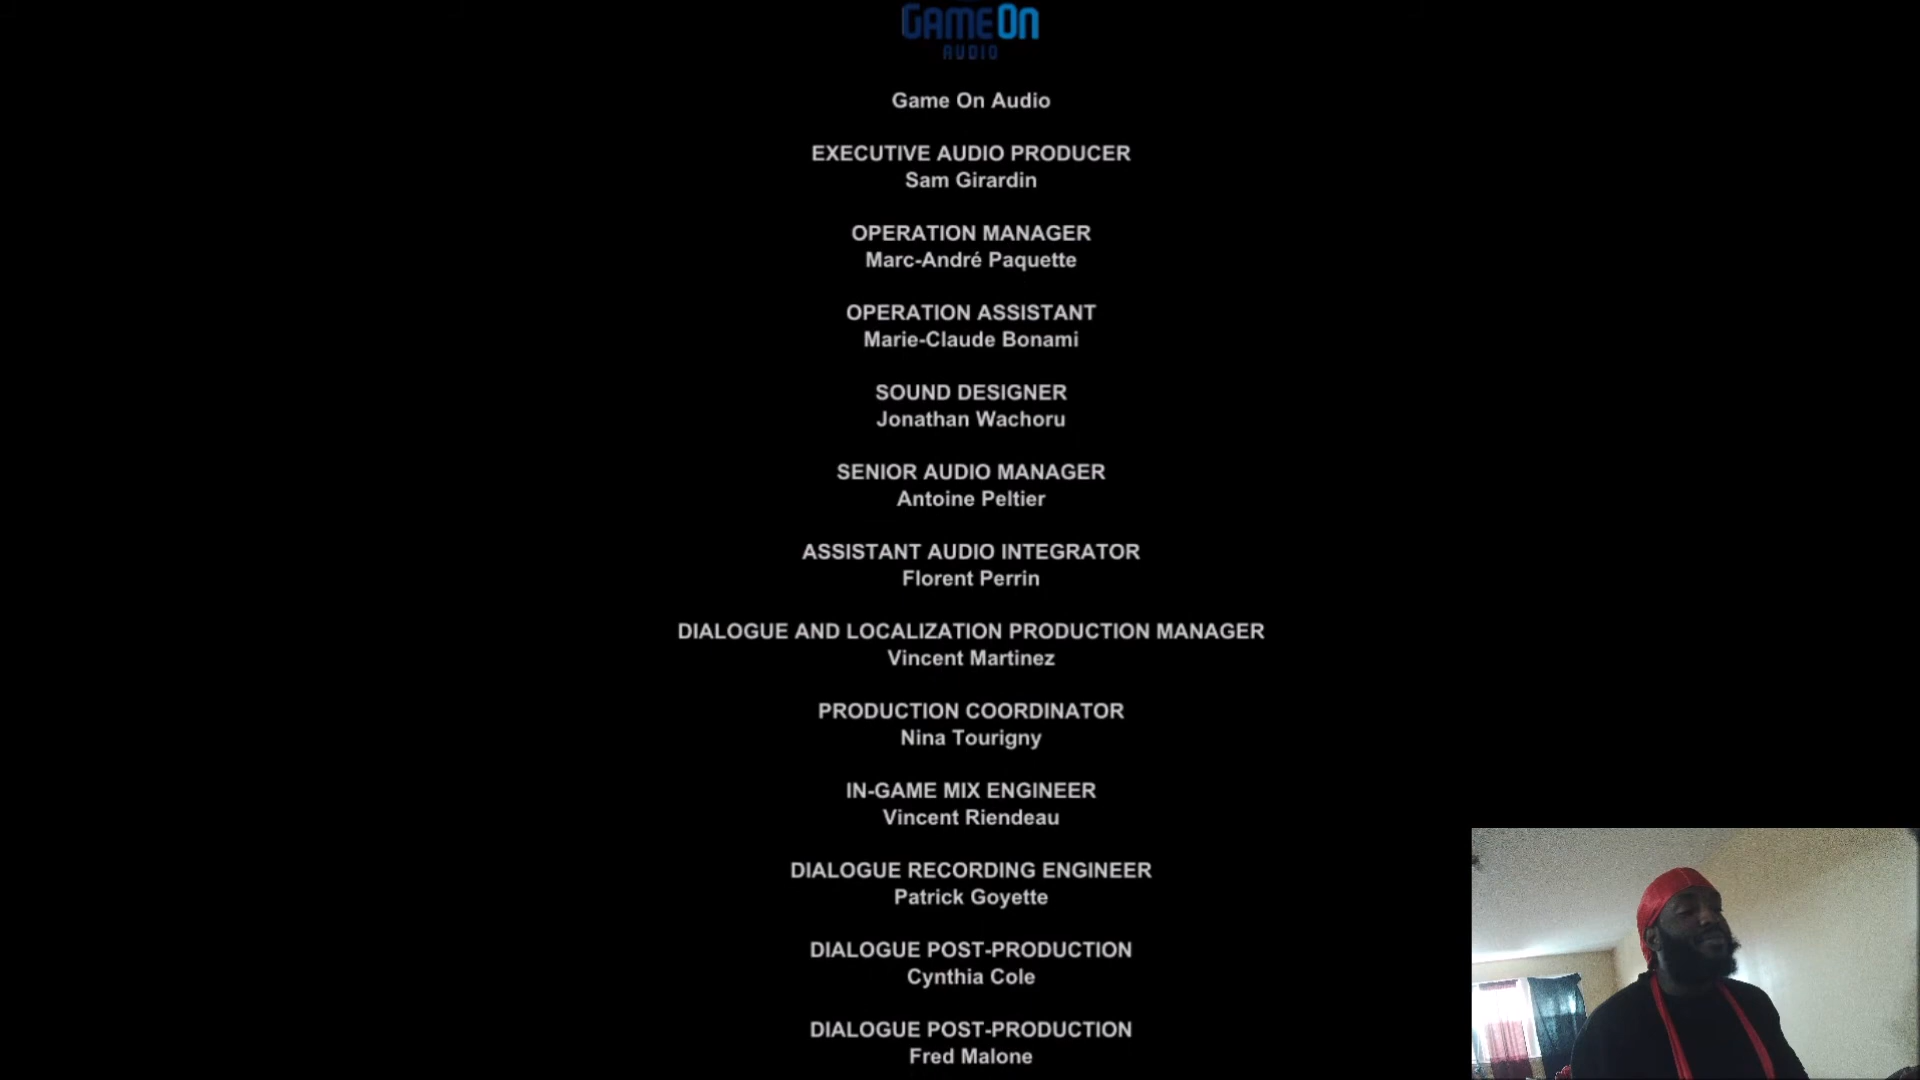 GAMEON
AUDIO
Game On Audio
EXECUTIVE AUDIO PRODUCER
Sam Girardin
OPERATION MANAGER
Marc-André Paquette
OPERATION ASSISTANT
Marie-Claude Bonami
SOUND DESIGNER
Jonathan Wachoru
SENIOR AUDIO MANAGER
Antoine Peltier
ASSISTANT AUDIO INTEGRATOR
Florent Perrin
DIALOGUE AND LOCALIZATION PRODUCTION MANAGER
Vincent Martinez
PRODUCTION COORDINATOR
Nina Tourigny
IN-GAME MIX ENGINEER
Vincent Riendeau
DIALOGUE RECORDING ENGINEER
Patrick Goyette
DIALOGUE POST-PRODUCTION
Cynthia Cole
DIALOGUE POST-PRODUCTION
Fred Malone